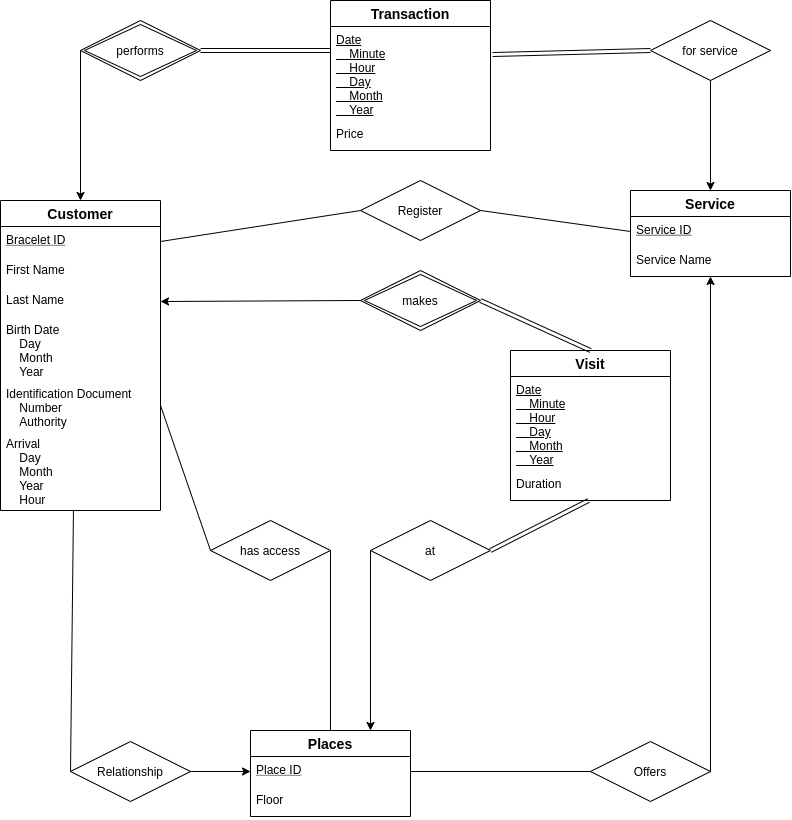 Transaction
Date
Minute
Hour
Day
Month
Year
Price
performs
for service
Customer
Bracelet ID
First Name
Last Name
Birth Date
Day
Month
Year
Identification Document
Number
Authority
Arrival
Day
Month
Year
Hour
Register
Service
Service ID
Service Name
makes
Visit
Date
Minute
Hour
Day
Month
Year
Duration
has access
at
Relationship
Places
Place ID
Floor
Offers